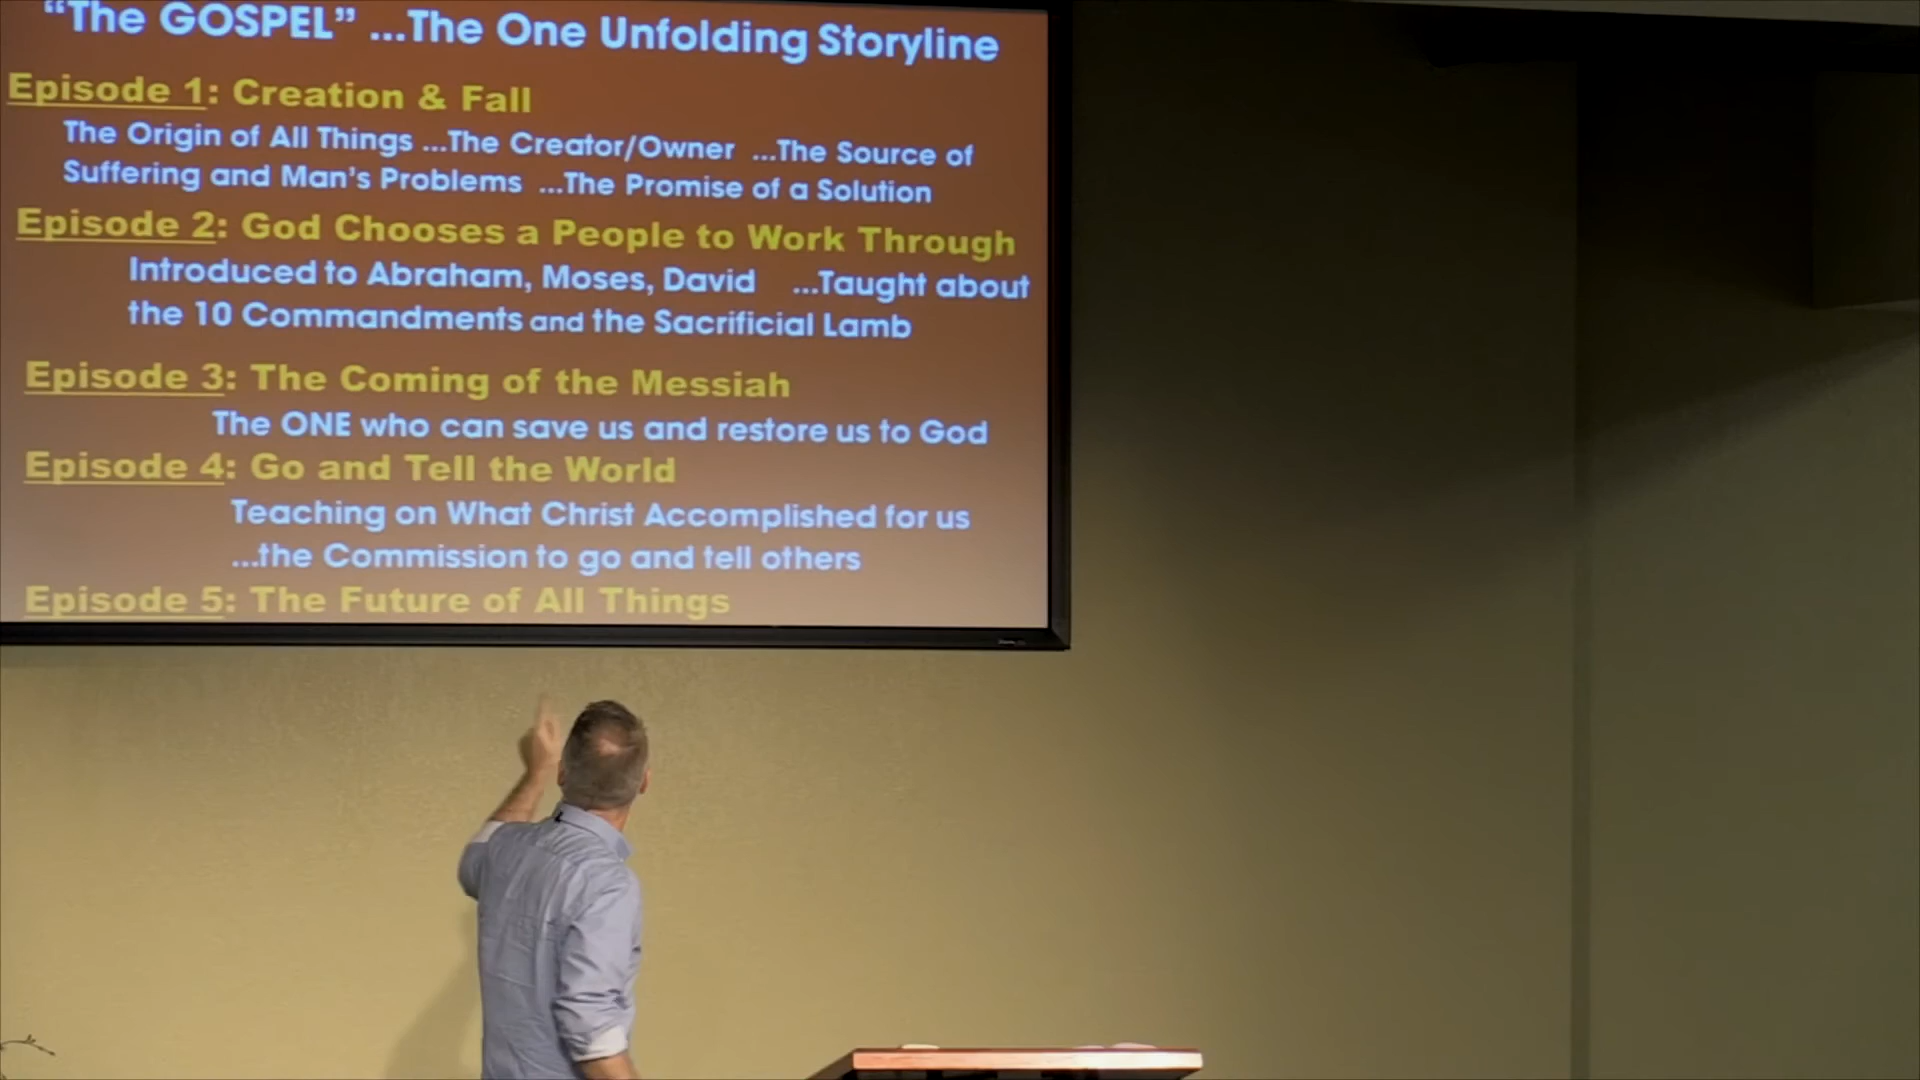 “The GOSPEL” ...The One Unfolding Storyline
Episode 1: Creation & Fall
The Origin of All Things ...The Creator/Owner ...The Source of
Suffering and Man’s Problems ...The Promise of a Solution
Episode 2: God Chooses a People to Work Through
Introduced to Abraham, Moses, David ...Taught about
the 10 Commandments and the Sacrificial Lamb
Episode 3: The Coming of the Messiah
The ONE who can save us and restore us to God
Episode 4: Go and Tell the World
Teaching on What Christ Accomplished for us
...the Commission to go and tell others
Episode 5: The Future of All Things